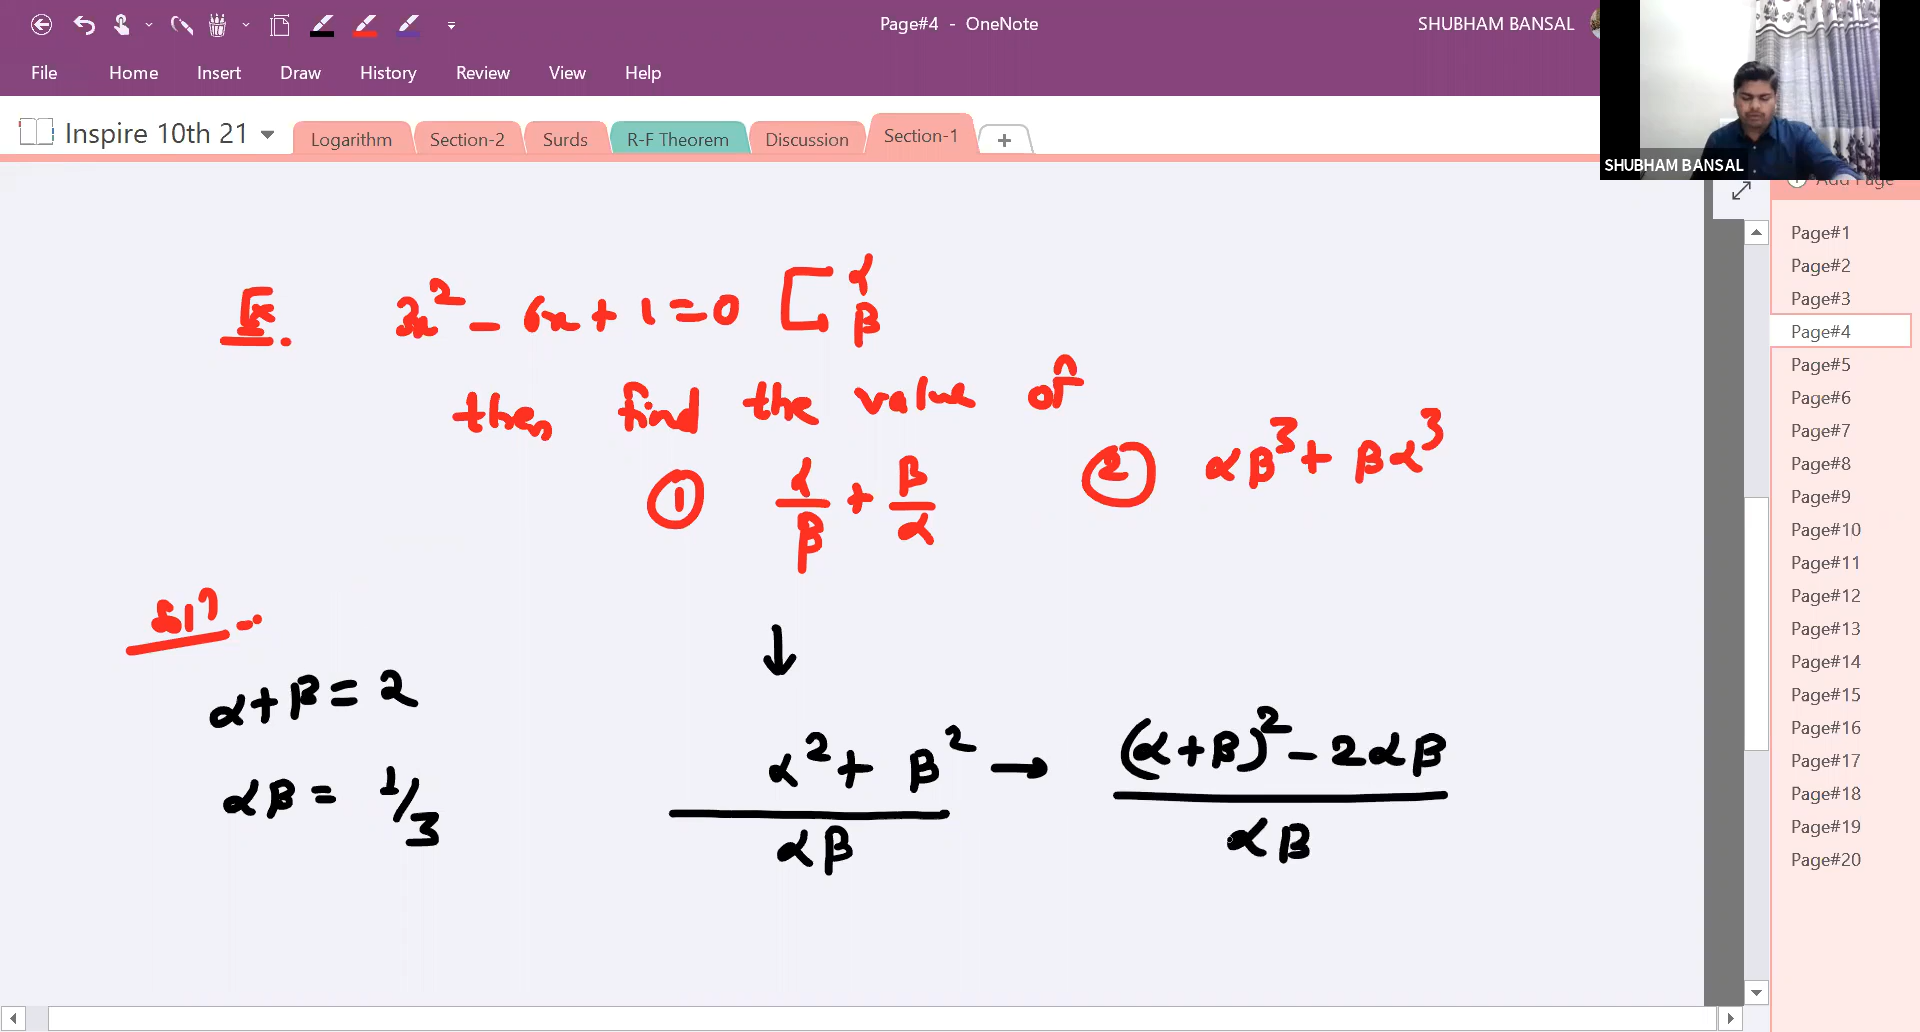 Page#4 - OneNote
SHUBHAM BANSAL
File Home Insert Draw History Review View Help
Inspire 10th 21
Logarithm Section-2 Surds R-F Theorem Discussion Section-1 +
SHUBHAM BANSAL
Add Page
Page#1
Page#2
Page#3
Page#4
Page#5
Page#6
Page#7
Page#8
Page#9
Page#10
Page#11
Page#12
Page#13
Page#14
Page#15
Page#16
Page#17
Page#18
Page#19
Page#20
Ex. 3x² - 6x + 1 = 0 [ α β
then find the value of
① α/β + β/α ② αβ³ + βα³
Solⁿ -
↓
α + β = 2
αβ = 1/3
(α² + β²)/(αβ) → ((α+β)² - 2αβ)/(αβ)